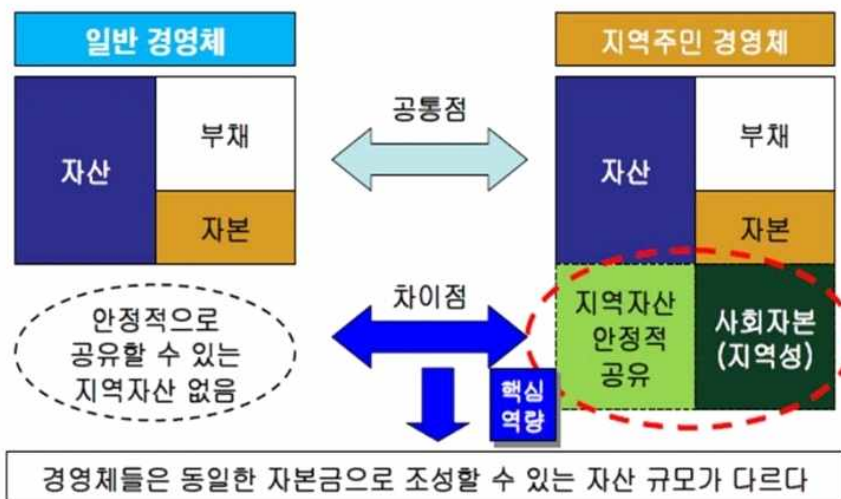 일반 경영체
지역주민 경영체
자산
부채
자본
공통점
자산
부채
자본
안정적으로
공유할 수 있는
지역자산 없음
차이점
지역자산
안정적
공유
사회자본
(지역성)
핵심
역량
경영체들은 동일한 자본금으로 조성할 수 있는 자산 규모가 다르다